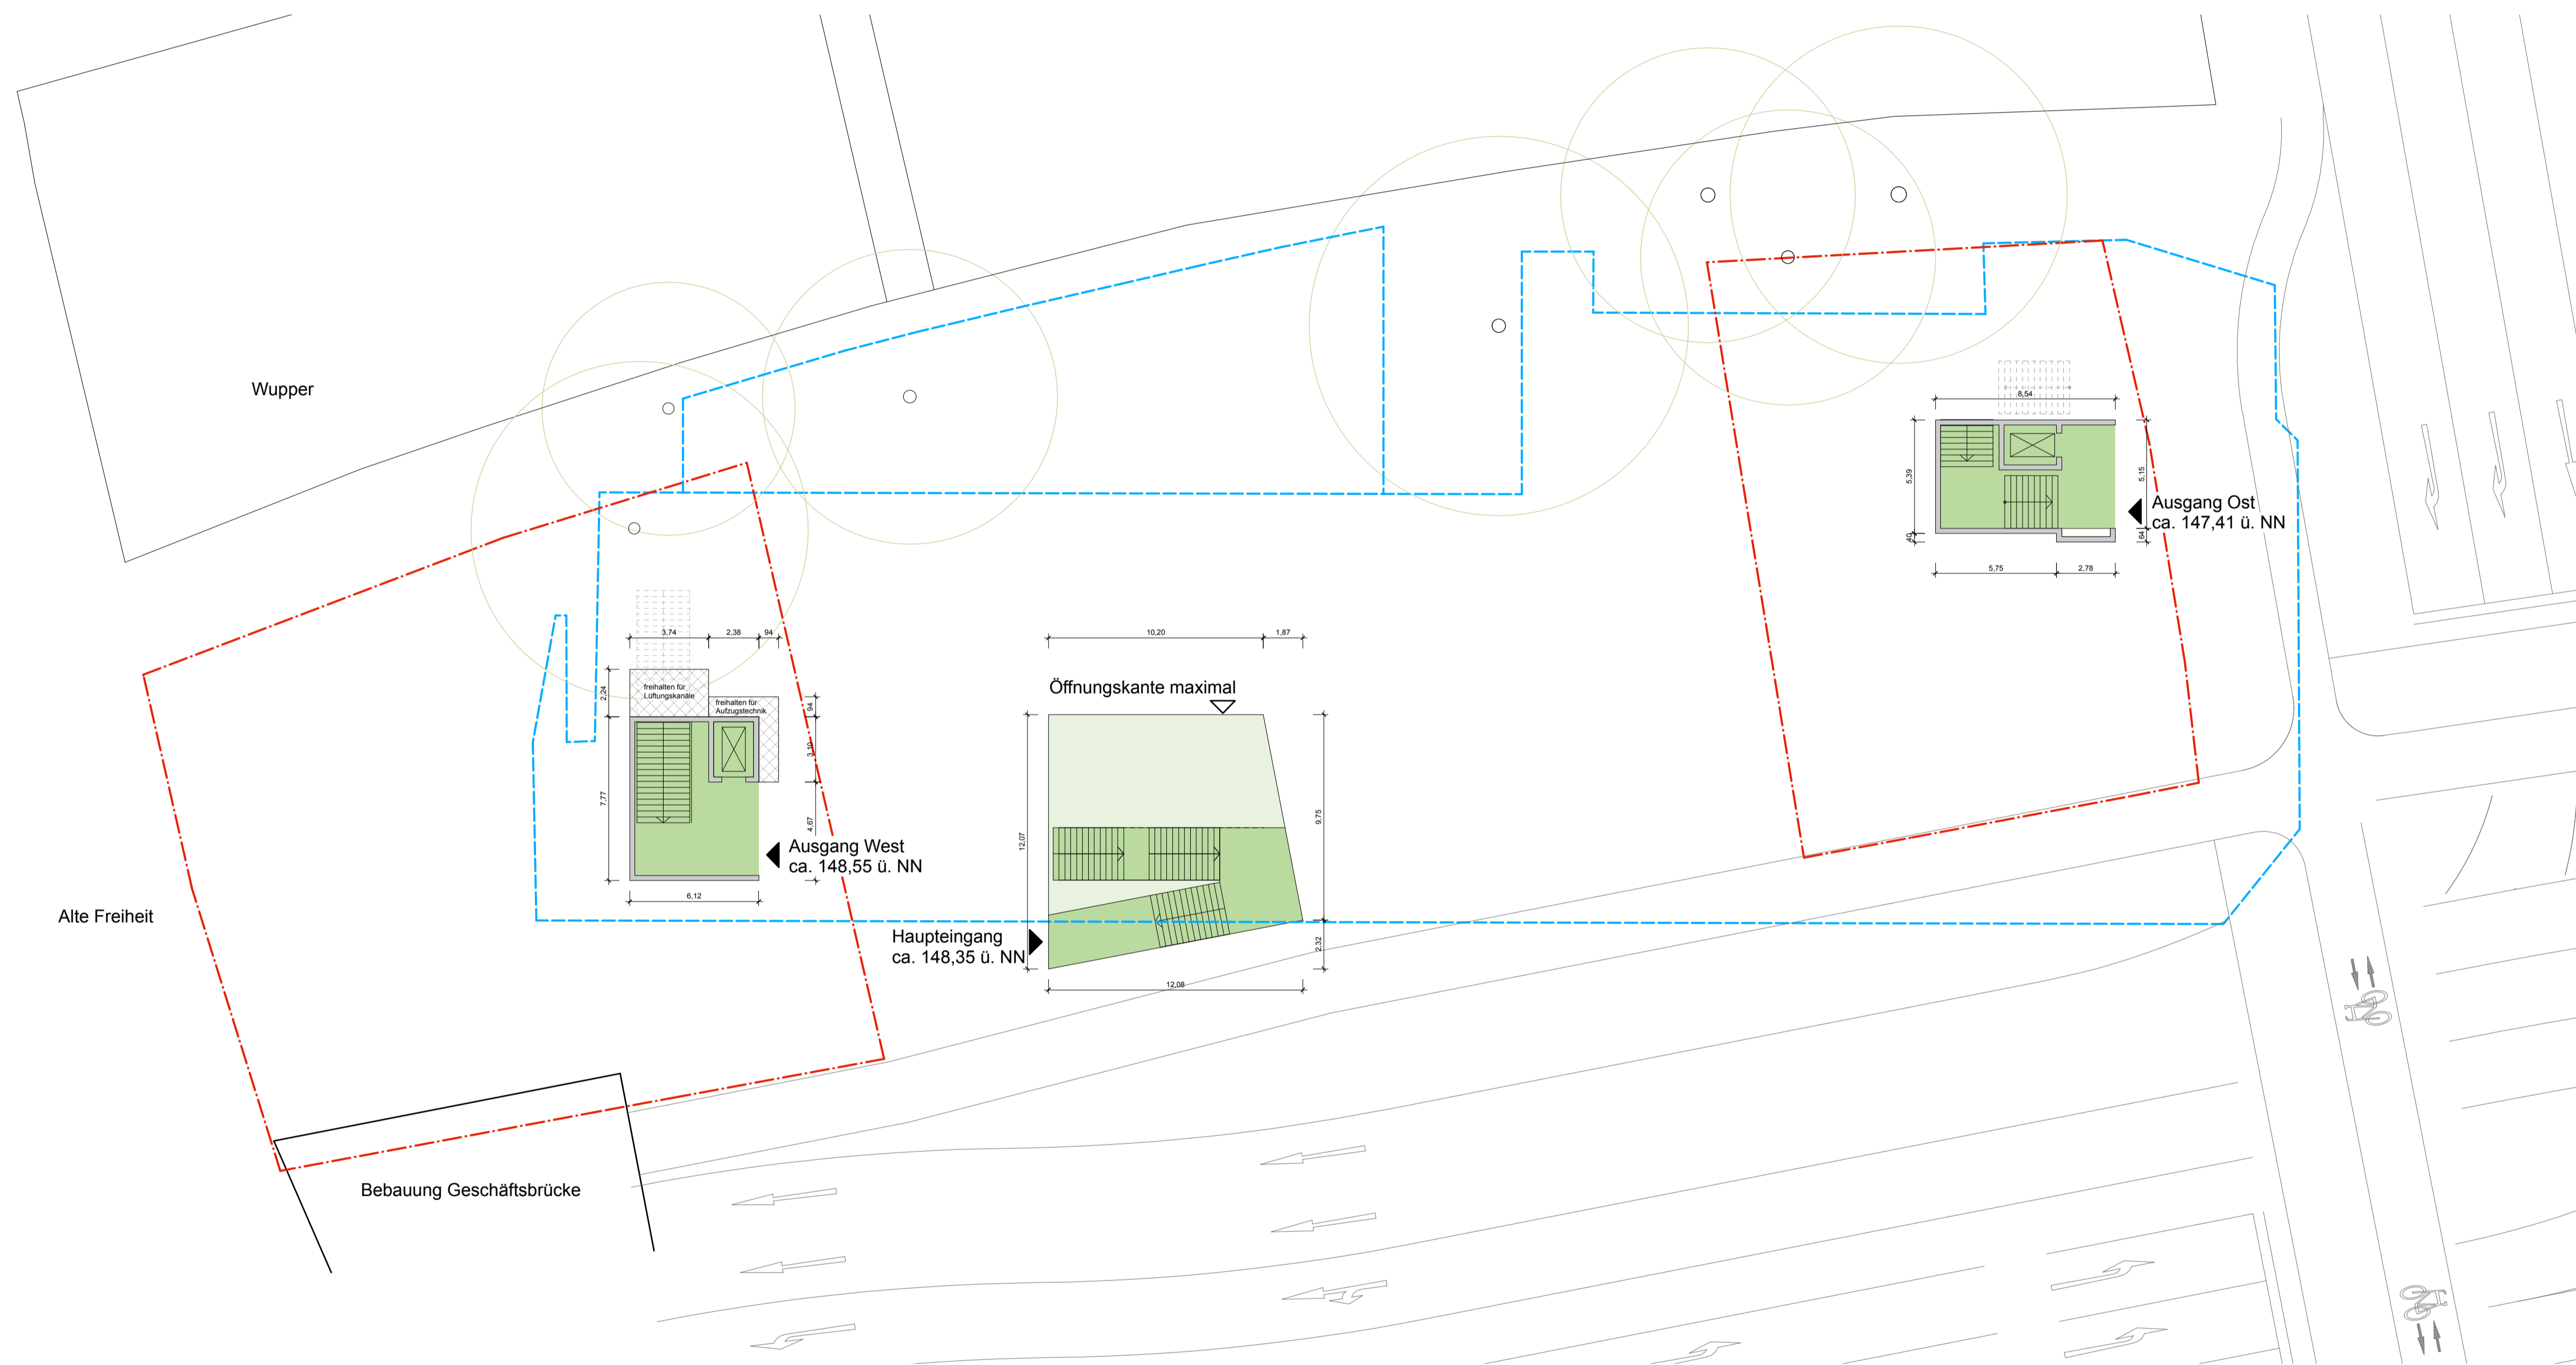 Wupper
8,54
5,39
5,15
40
64
Ausgang Ost
ca. 147,41 ü. NN
5,75
2,78
3,74
2,38
94
2,24
freihalten für
Lüftungskanäle
freihalten für
Aufzugstechnik
94
3,10
7,77
4,67
Ausgang West
ca. 148,55 ü. NN
6,12
10,20
1,87
Öffnungskante maximal
12,07
9,75
2,32
Haupteingang
ca. 148,35 ü. NN
12,08
Alte Freiheit
Bebauung Geschäftsbrücke